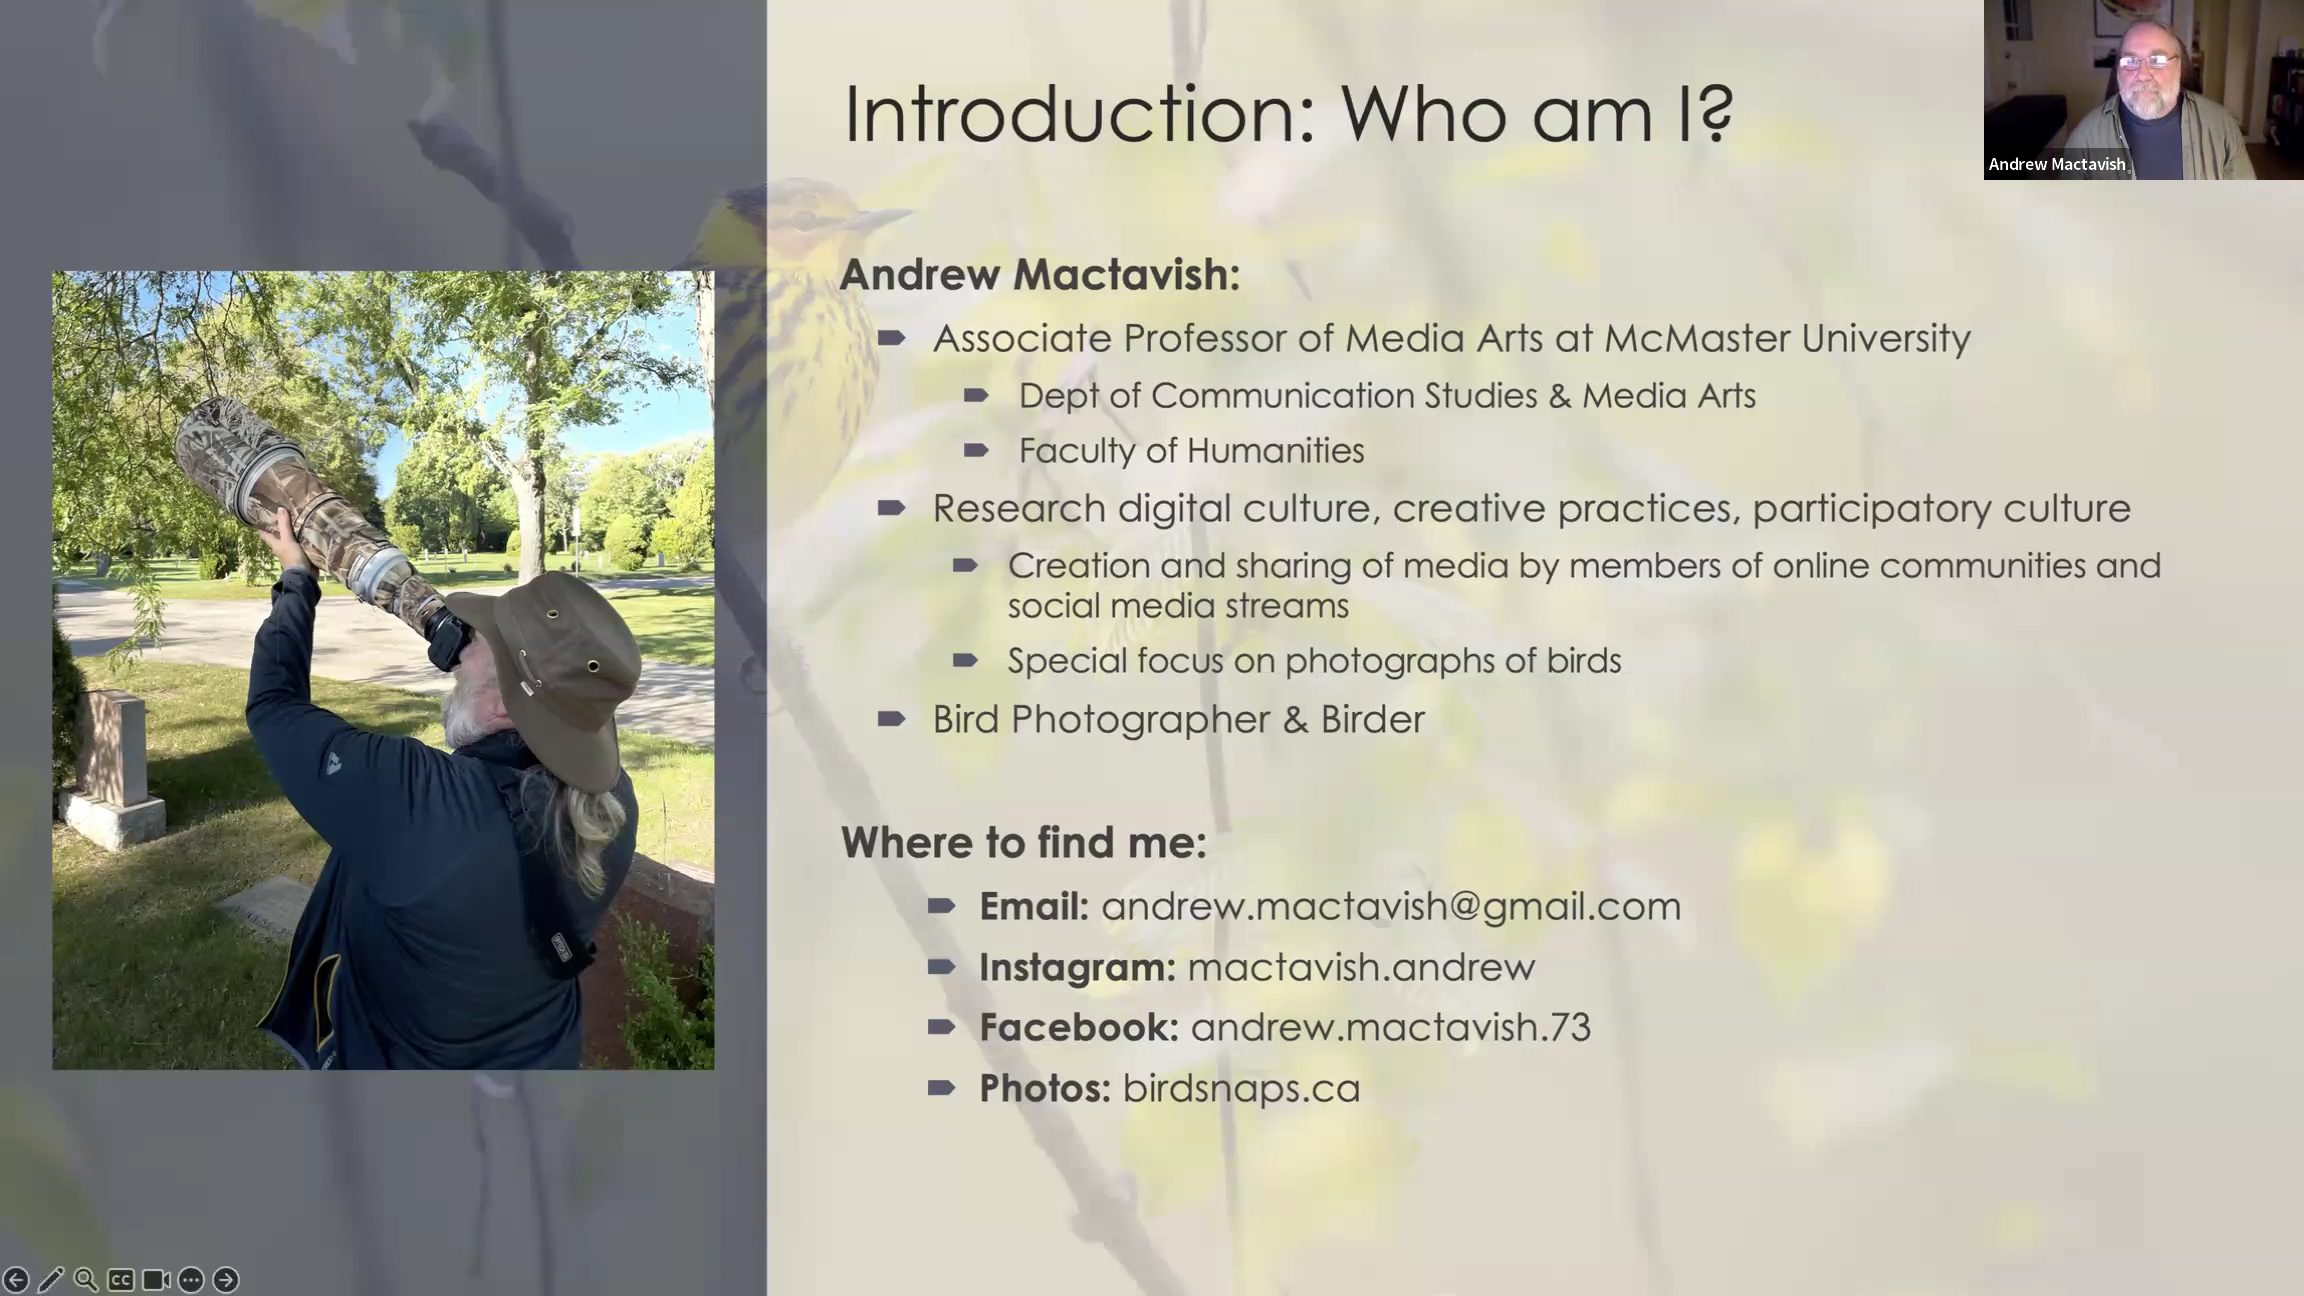 Introduction: Who am I?
Andrew Mactavish
Andrew Mactavish:
Associate Professor of Media Arts at McMaster University
Dept of Communication Studies & Media Arts
Faculty of Humanities
Research digital culture, creative practices, participatory culture
Creation and sharing of media by members of online communities and
social media streams
Special focus on photographs of birds
Bird Photographer & Birder
Where to find me:
Email: andrew.mactavish@gmail.com
Instagram: mactavish.andrew
Facebook: andrew.mactavish.73
Photos: birdsnaps.ca
CC